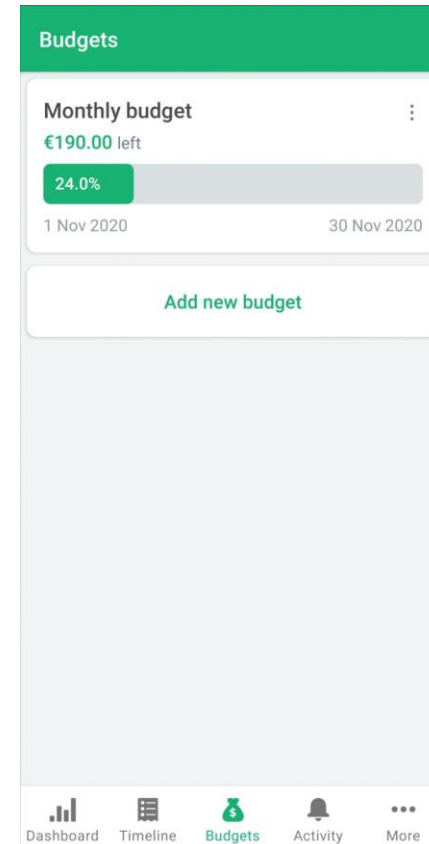 Budgets
Monthly budget
€190.00 left
24.0%
1 Nov 2020 30 Nov 2020
Add new budget
Dashboard Timeline Budgets Activity More